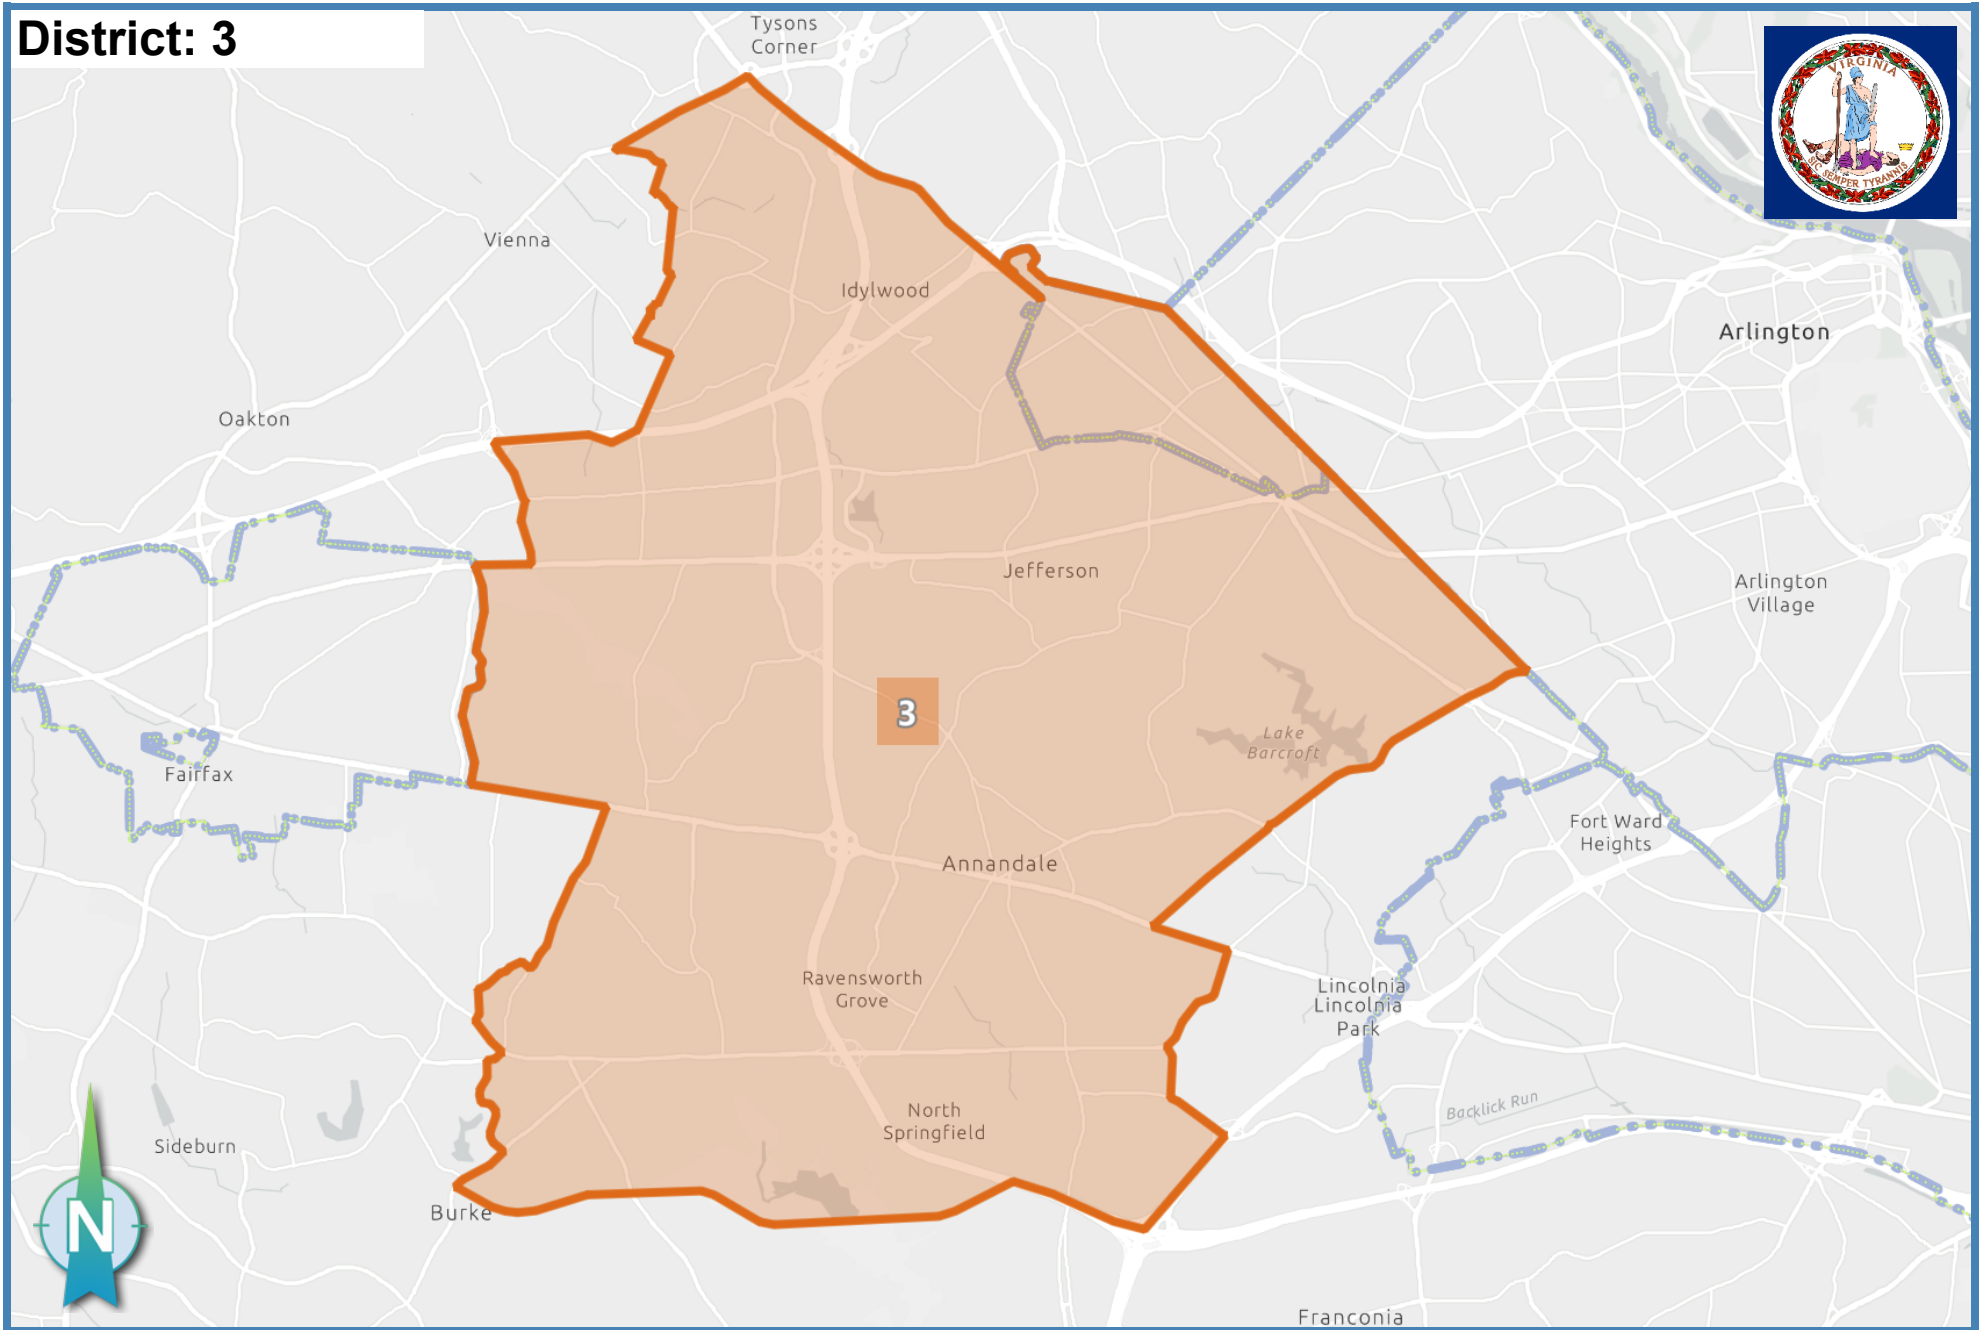 District: 3
Tysons
Corner
VIRGINIA
SIC SEMPER TYRANNIS
Vienna
Idylwood
Arlington
Oakton
Jefferson
Arlington
Village
3
Lake
Barcroft
Fairfax
Fort Ward
Heights
Annandale
Ravensworth
Grove
Lincolnia
Lincolnia
Park
North
Springfield
Backlick Run
Sideburn
Burke
N
Franconia